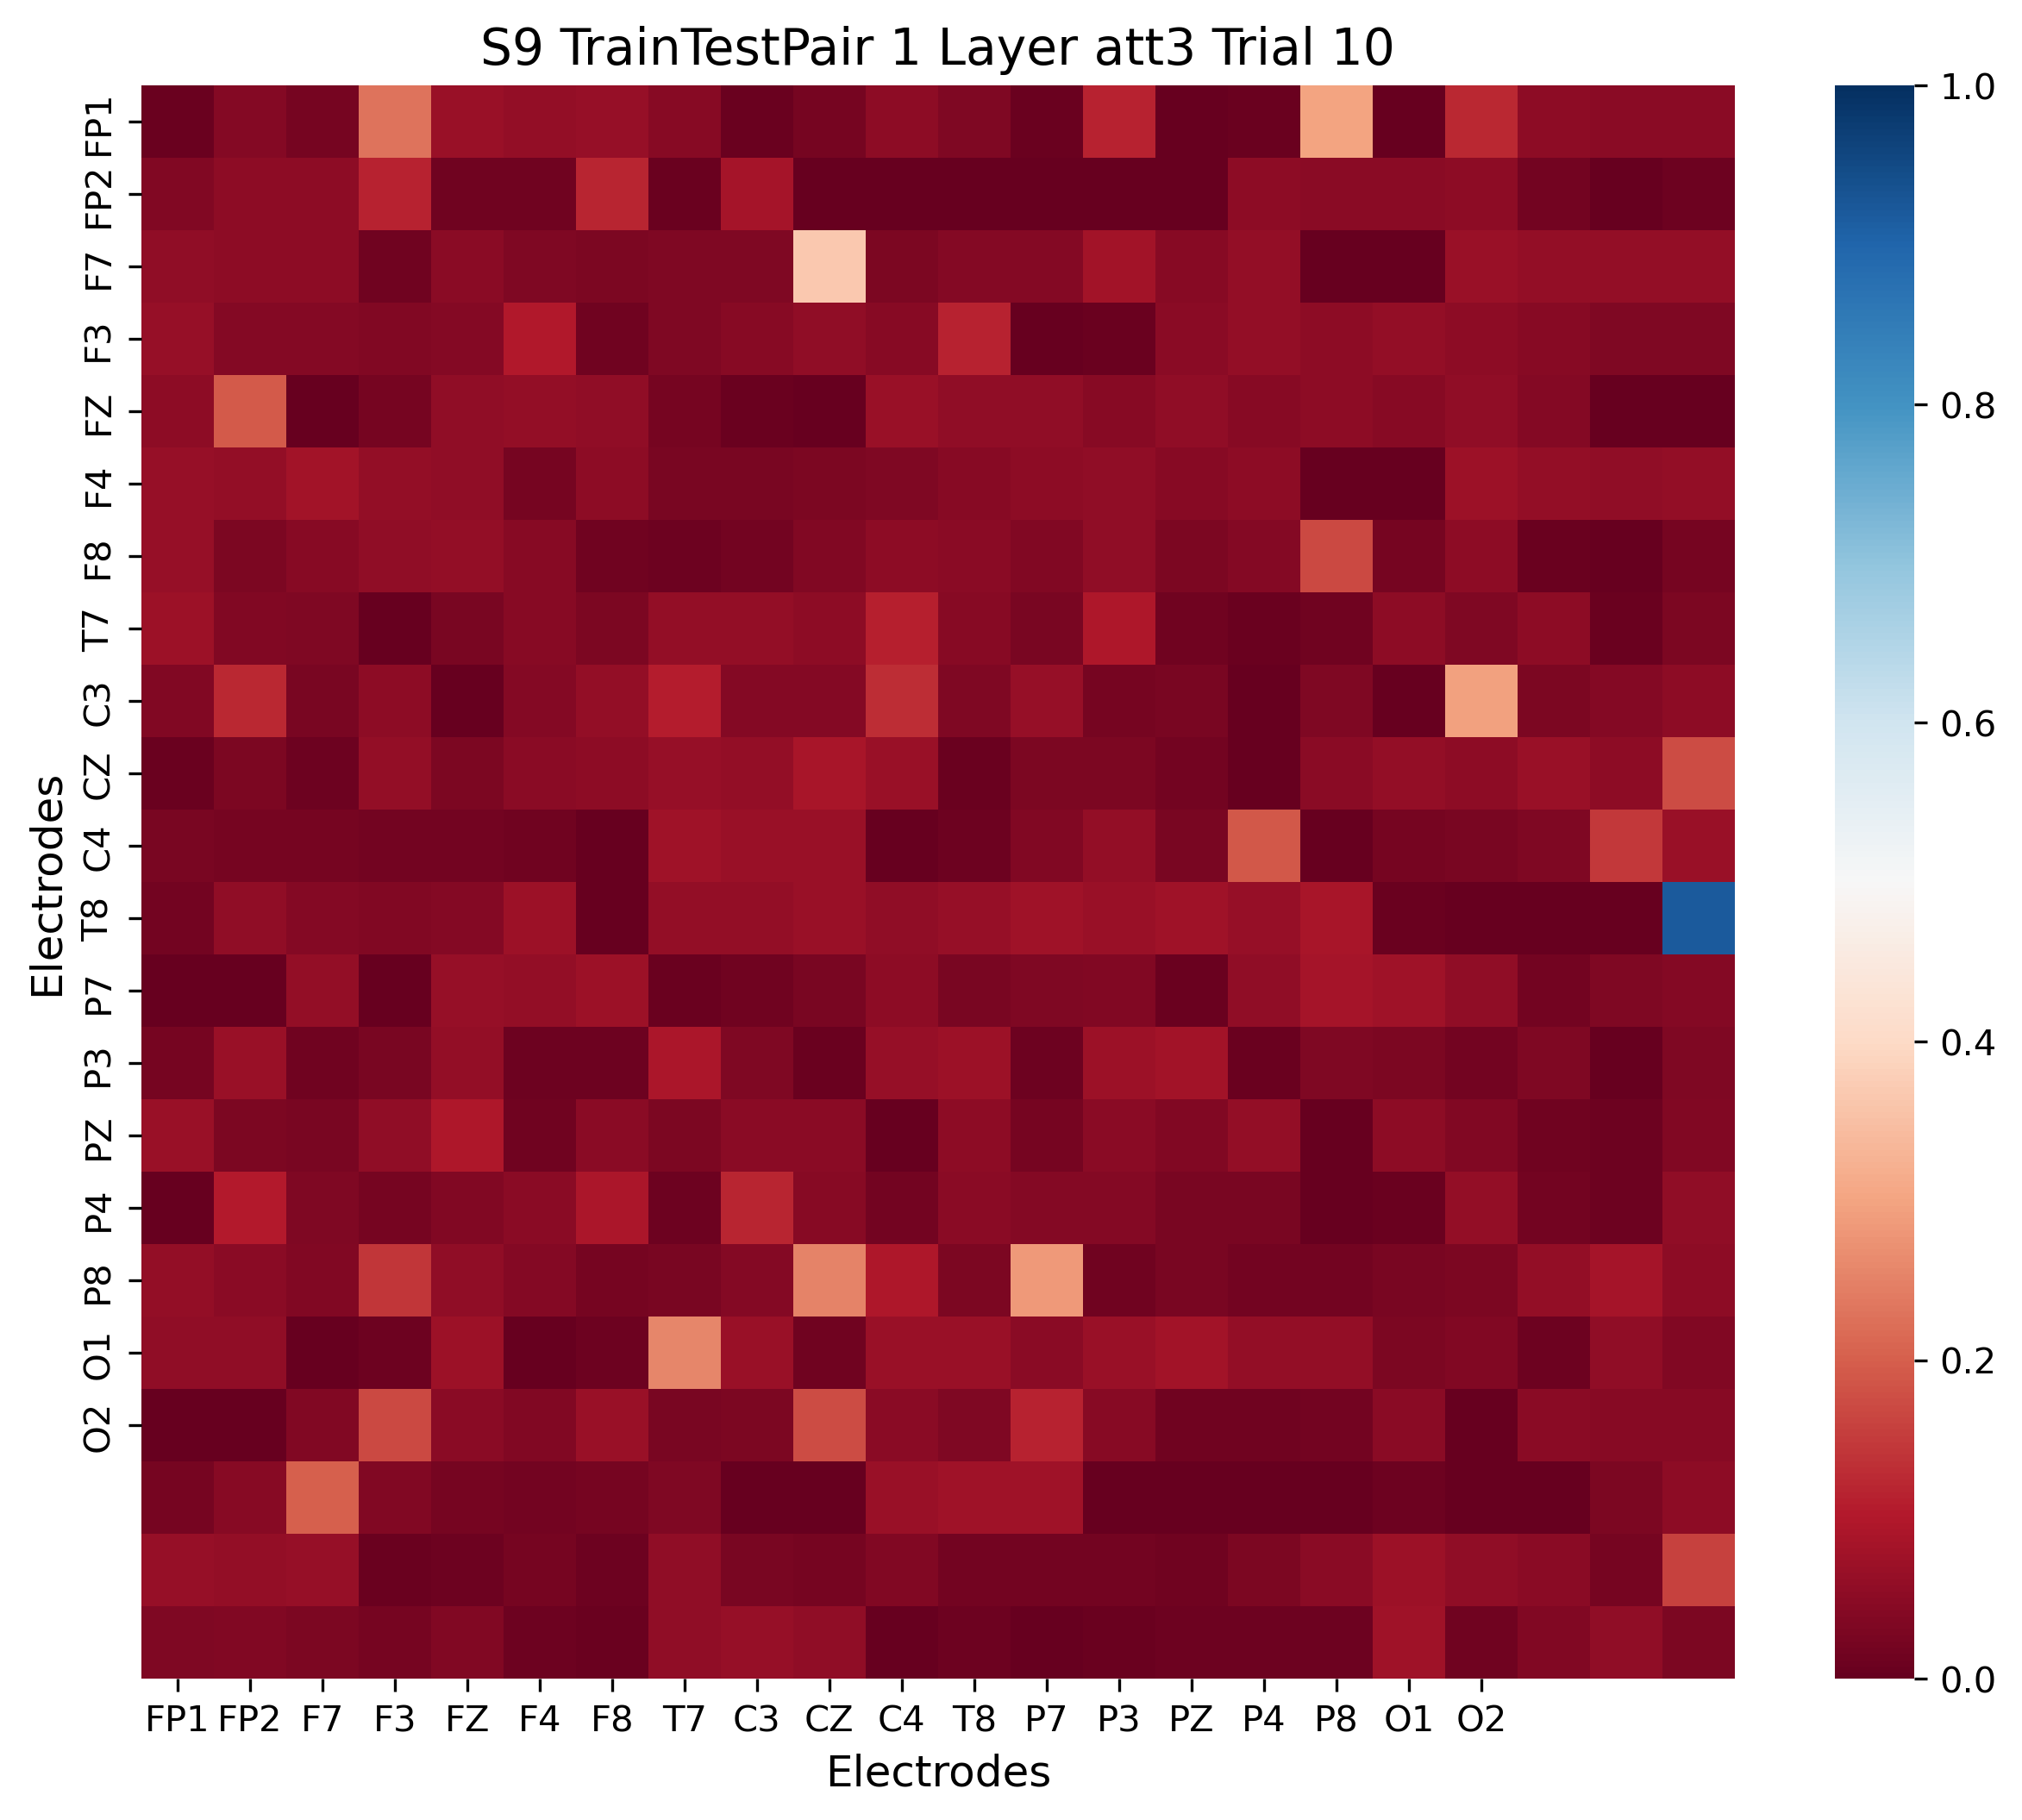 S9 TrainTestPair 1 Layer att3 Trial 10
Electrodes
FP1
FP2
F7
F3
FZ
F4
F8
T7
C3
CZ
C4
T8
P7
P3
PZ
P4
P8
O1
O2
FP1 FP2 F7 F3 FZ F4 F8 T7 C3 CZ C4 T8 P7 P3 PZ P4 P8 O1 O2
Electrodes
1.0
0.8
0.6
0.4
0.2
0.0